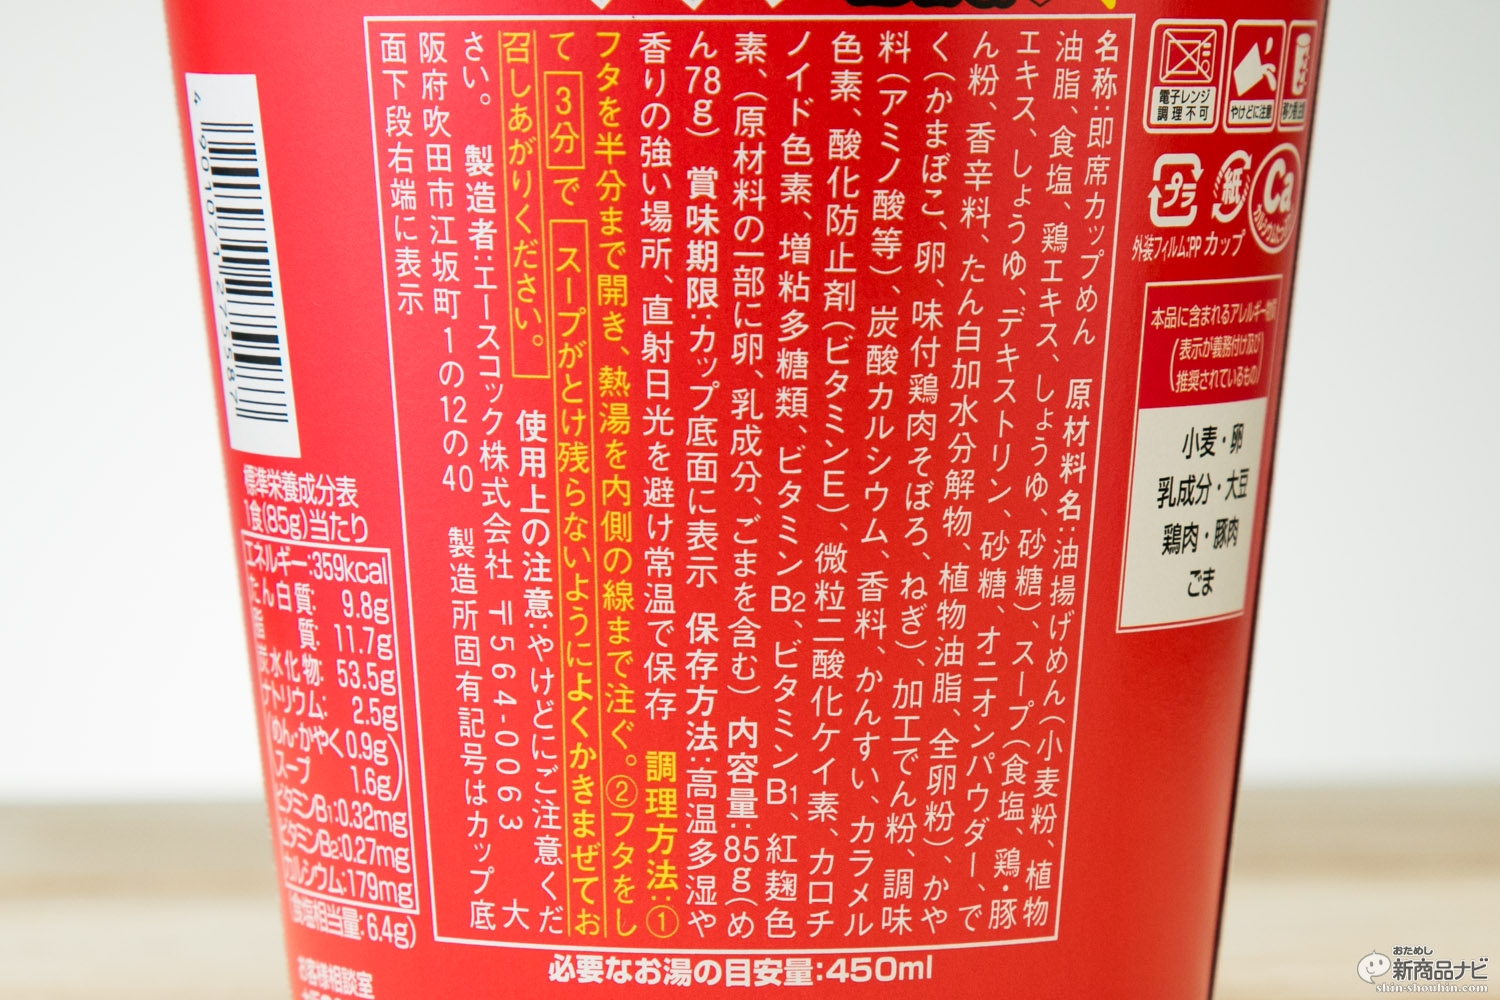 電子レンジ
調理不可
やけどに注意
プラ
紙
Ca
外装フィルム:PP カップ
本品に含まれるアレルギー物質
(表示が義務付け及び
推奨されているもの)
小麦・卵
乳成分・大豆
鶏肉・豚肉
ごま
名称:即席カップめん 原材料名:油揚げめん(小麦粉、植物
油脂、食塩、鶏エキス、しょうゆ、砂糖)、スープ(食塩、鶏・豚
エキス、しょうゆ、デキストリン、砂糖、オニオンパウダー、で
ん粉、香辛料、たん白加水分解物、植物油脂、全卵粉)、かや
く(かまぼこ、卵、味付鶏肉そぼろ、ねぎ)、加工でん粉、調味
料(アミノ酸等)、炭酸カルシウム、香料、かんすい、カラメル
色素、酸化防止剤(ビタミンE)、微粒二酸化ケイ素、カロチ
ノイド色素、増粘多糖類、ビタミンB2、ビタミンB1、紅麹色
素、(原材料の一部に卵、乳成分、ごまを含む) 内容量:85g(め
ん78g) 賞味期限:カップ底面に表示 保存方法:高温多湿や
香りの強い場所、直射日光を避け常温で保存 調理方法:①
フタを半分まで開き、熱湯を内側の線まで注ぐ。②フタをし
て3分で スープがとけ残らないようによくかきまぜてお
召しあがりください。 使用上の注意:やけどにご注意くだ
さい。 製造者:エースコック株式会社 〒564-0063 大
阪府吹田市江坂町1の12の40 製造所固有記号はカップ底
面下段右端に表示
必要なお湯の目安量:450ml
4 901071 275587
標準栄養成分表
1食(85g)当たり
エネルギー:359kcal
たん白質: 9.8g
脂 質: 11.7g
炭水化物: 53.5g
ナトリウム: 2.5g
(めん・かやく0.9g
スープ 1.6g)
ビタミンB1:0.32mg
ビタミンB2:0.27mg
カルシウム:179mg
(食塩相当量:6.4g)
お客様相談室
おためし
新商品ナビ
shin-shouhin.com